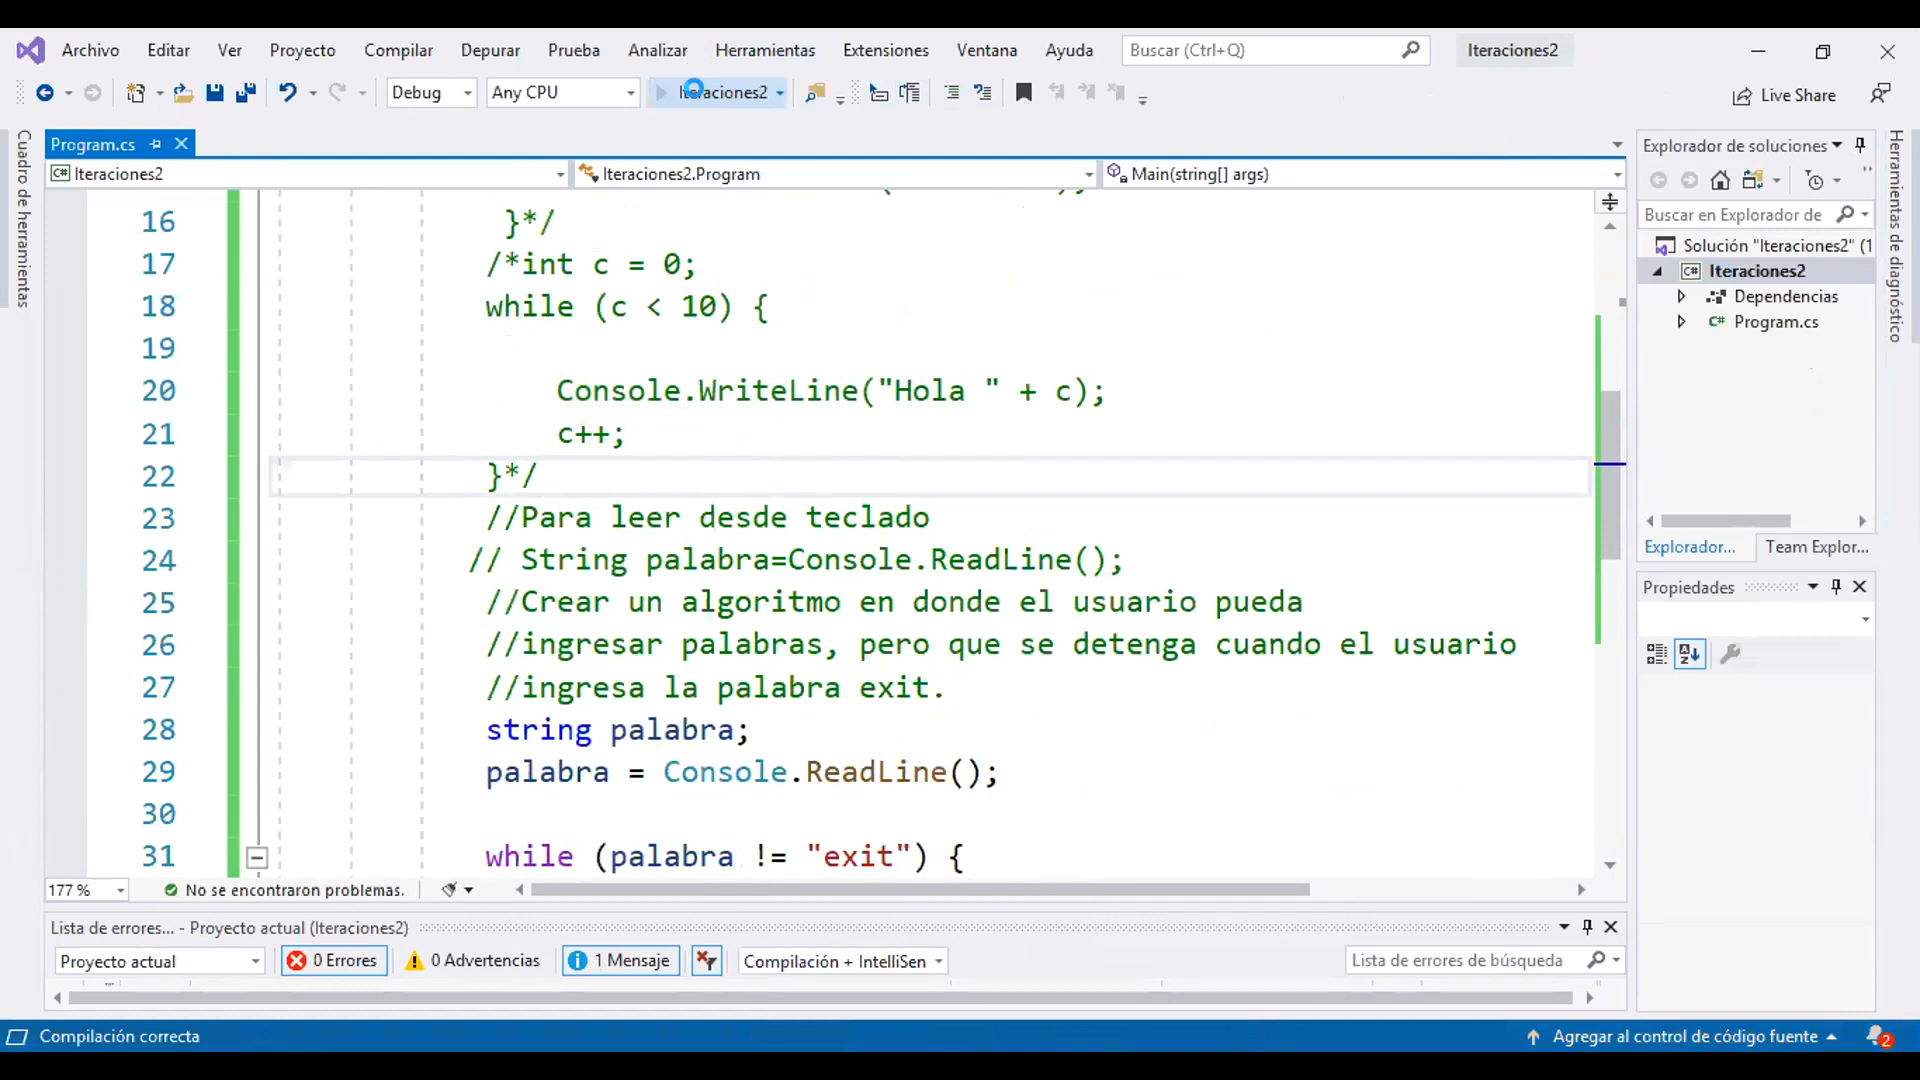 Archivo Editar Ver Proyecto Compilar Depurar Prueba Analizar Herramientas Extensiones Ventana Ayuda Buscar (Ctrl+Q) Iteraciones2
Debug Any CPU Iteraciones2 Live Share
Cuadro de herramientas
Program.cs
Iteraciones2 Iteraciones2.Program Main(string[] args)
16 }*/
17 /*int c = 0;
18 while (c < 10) {
19
20 Console.WriteLine("Hola " + c);
21 c++;
22 }*/
23 //Para leer desde teclado
24 // String palabra=Console.ReadLine();
25 //Crear un algoritmo en donde el usuario pueda
26 //ingresar palabras, pero que se detenga cuando el usuario
27 //ingresa la palabra exit.
28 string palabra;
29 palabra = Console.ReadLine();
30
31 while (palabra != "exit") {
177 % No se encontraron problemas.
Lista de errores... - Proyecto actual (Iteraciones2)
Proyecto actual 0 Errores 0 Advertencias 1 Mensaje Compilación + IntelliSen Lista de errores de búsqueda
Explorador de soluciones
Buscar en Explorador de
Solución "Iteraciones2" (1
C# Iteraciones2
Dependencias
C# Program.cs
Explorador... Team Explor...
Propiedades
Herramientas de diagnóstico
Compilación correcta Agregar al control de código fuente 2